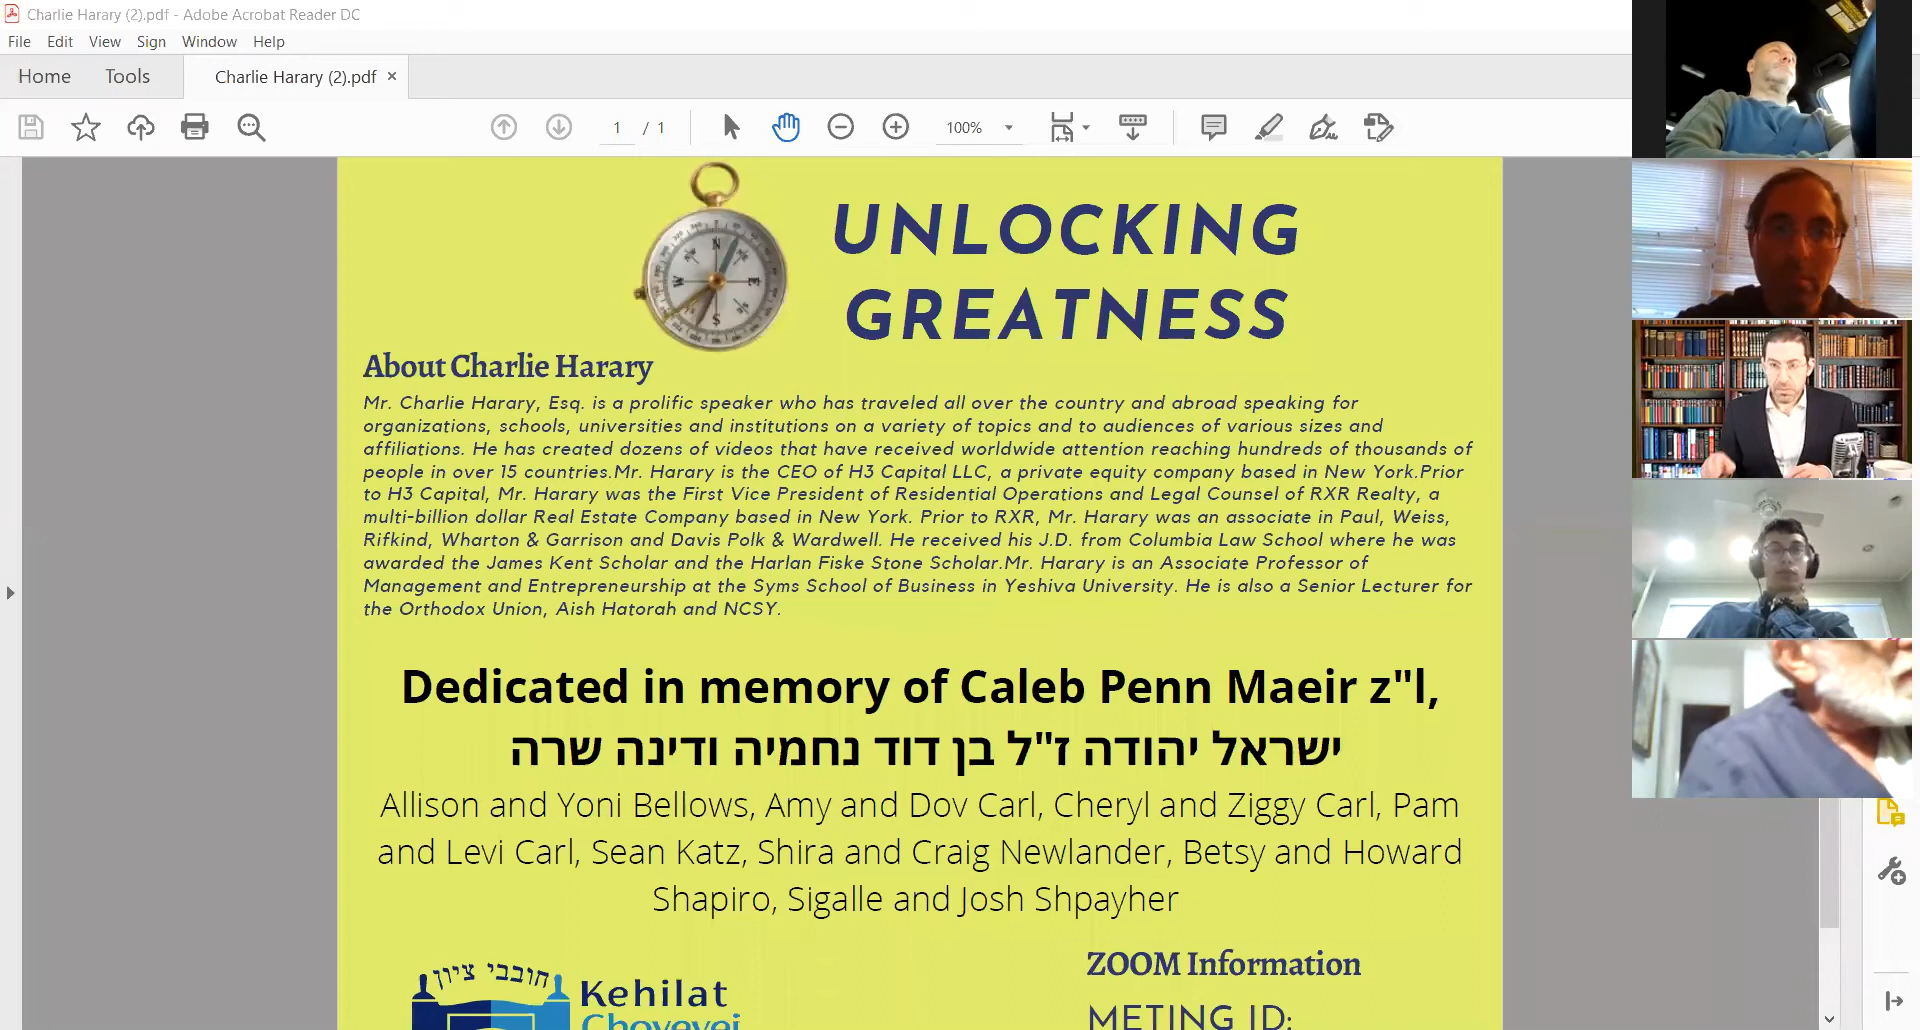 Charlie Harary (2).pdf - Adobe Acrobat Reader DC
File Edit View Sign Window Help
Home Tools Charlie Harary (2).pdf ×
1 / 1 100%
UNLOCKING
GREATNESS
N
E
S
W
About Charlie Harary
Mr. Charlie Harary, Esq. is a prolific speaker who has traveled all over the country and abroad speaking for
organizations, schools, universities and institutions on a variety of topics and to audiences of various sizes and
affiliations. He has created dozens of videos that have received worldwide attention reaching hundreds of thousands of
people in over 15 countries.Mr. Harary is the CEO of H3 Capital LLC, a private equity company based in New York.Prior
to H3 Capital, Mr. Harary was the First Vice President of Residential Operations and Legal Counsel of RXR Realty, a
multi-billion dollar Real Estate Company based in New York. Prior to RXR, Mr. Harary was an associate in Paul, Weiss,
Rifkind, Wharton & Garrison and Davis Polk & Wardwell. He received his J.D. from Columbia Law School where he was
awarded the James Kent Scholar and the Harlan Fiske Stone Scholar.Mr. Harary is an Associate Professor of
Management and Entrepreneurship at the Syms School of Business in Yeshiva University. He is also a Senior Lecturer for
the Orthodox Union, Aish Hatorah and NCSY.
Dedicated in memory of Caleb Penn Maeir z"l,
ישראל יהודה ז"ל בן דוד נחמיה ודינה שרה
Allison and Yoni Bellows, Amy and Dov Carl, Cheryl and Ziggy Carl, Pam
and Levi Carl, Sean Katz, Shira and Craig Newlander, Betsy and Howard
Shapiro, Sigalle and Josh Shpayher
חובבי ציון
Kehilat
Chovevei
ZOOM Information
METING ID: